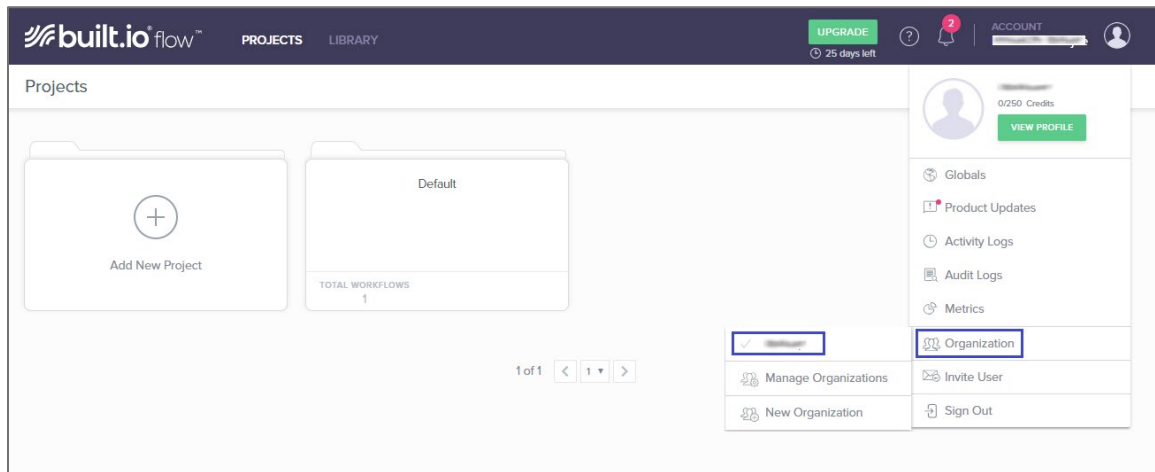 built.io flow™
PROJECTS
LIBRARY
UPGRADE
25 days left
?
2
ACCOUNT
Projects
0/250 Credits
VIEW PROFILE
Add New Project
Default
TOTAL WORKFLOWS
1
Globals
Product Updates
Activity Logs
Audit Logs
Metrics
Organization
Invite User
Sign Out
Manage Organizations
New Organization
1 of 1 < 1 ▾ >